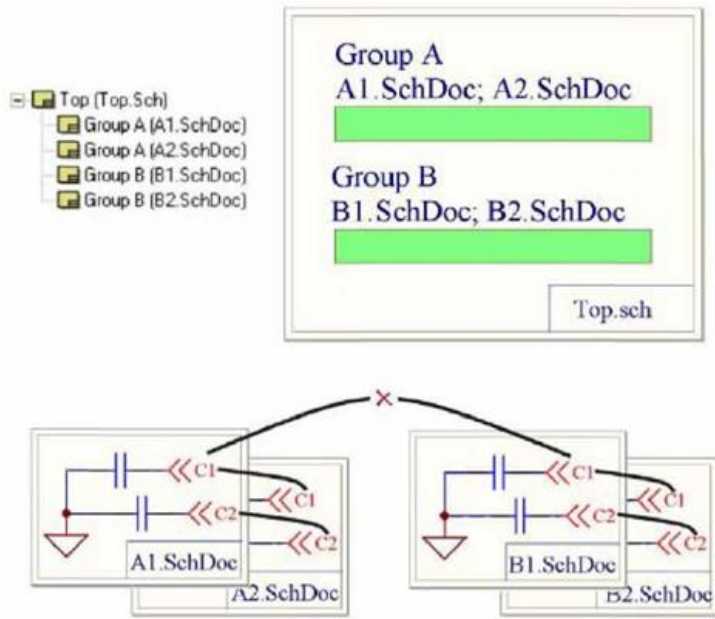 Top (Top.Sch)
Group A (A1.SchDoc)
Group A (A2.SchDoc)
Group B (B1.SchDoc)
Group B (B2.SchDoc)
Group A
A1.SchDoc; A2.SchDoc
Group B
B1.SchDoc; B2.SchDoc
Top.sch
C1
C1
C2
C2
A1.SchDoc
A2.SchDoc
C1
C1
C2
C2
B1.SchDoc
B2.SchDoc